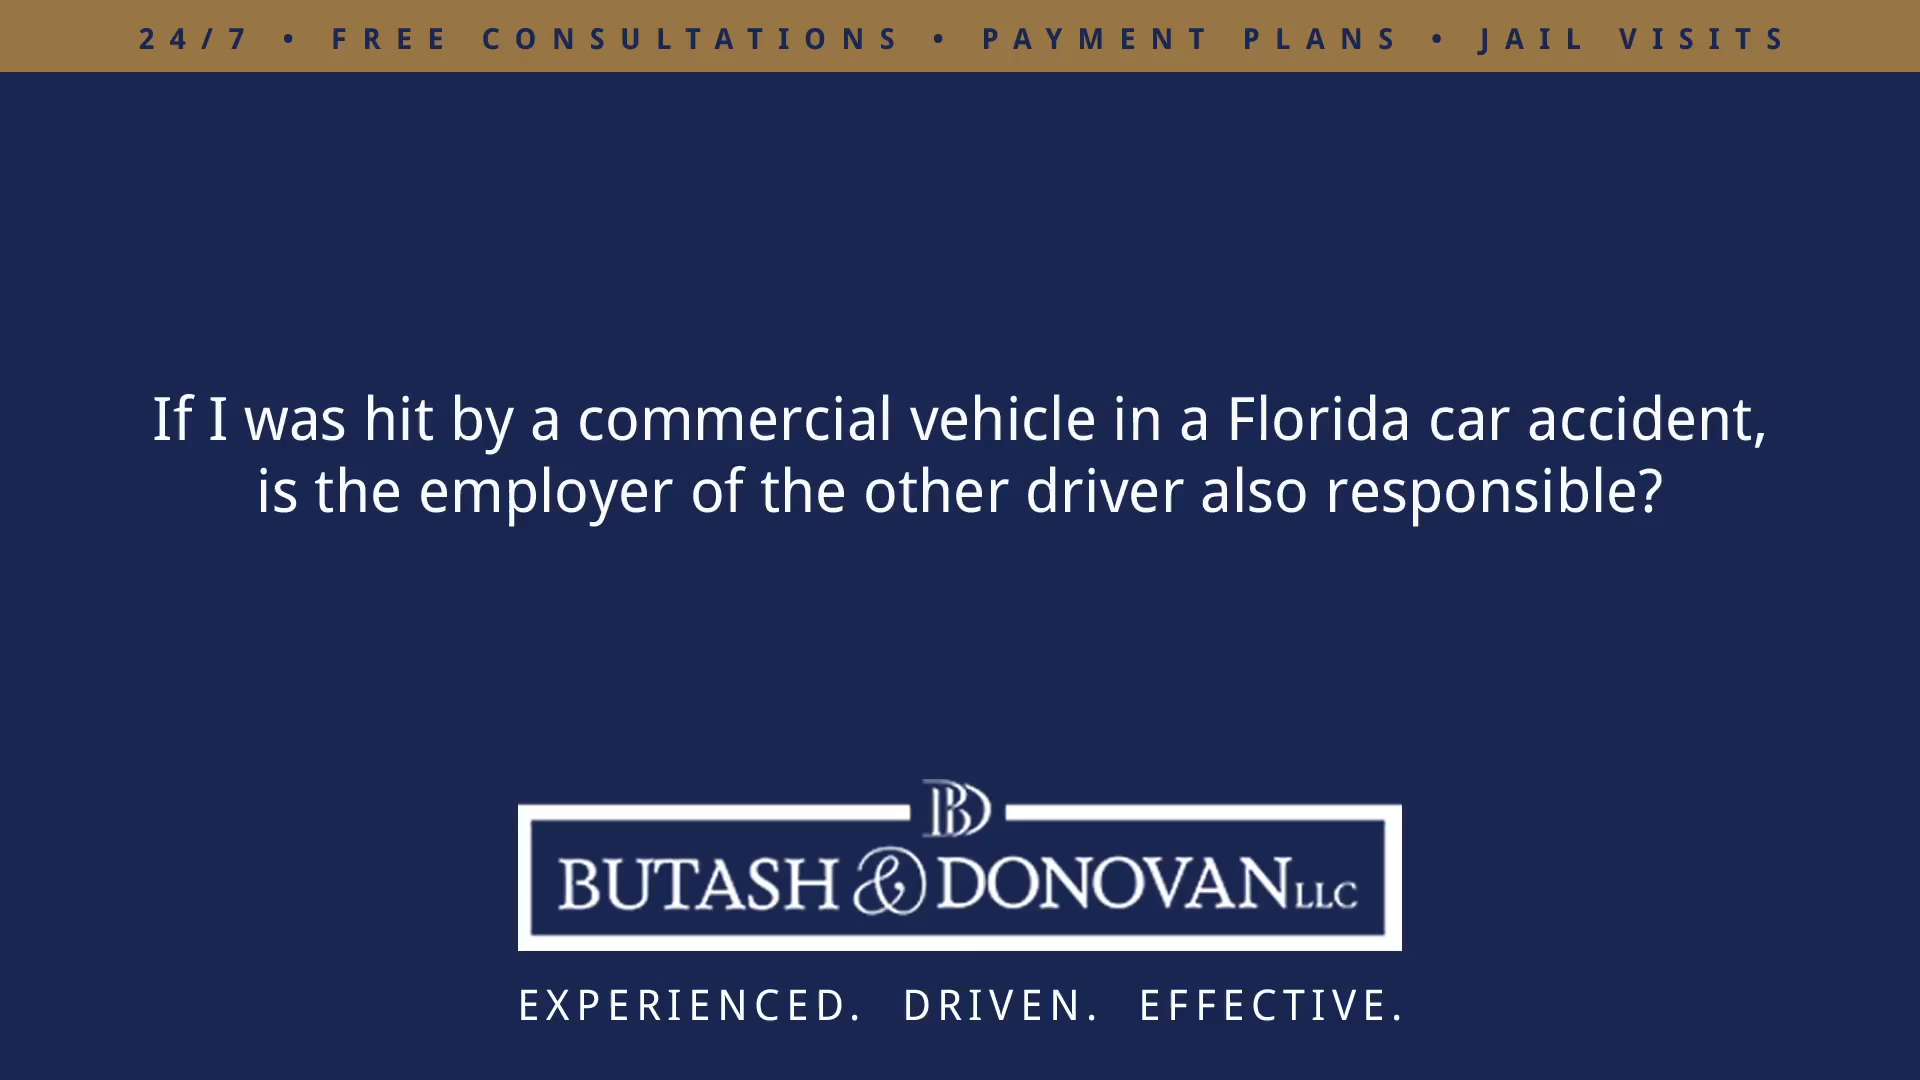 24/7 • FREE CONSULTATIONS • PAYMENT PLANS • JAIL VISITS
If I was hit by a commercial vehicle in a Florida car accident,
is the employer of the other driver also responsible?
BD
BUTASH & DONOVAN LLC
EXPERIENCED. DRIVEN. EFFECTIVE.